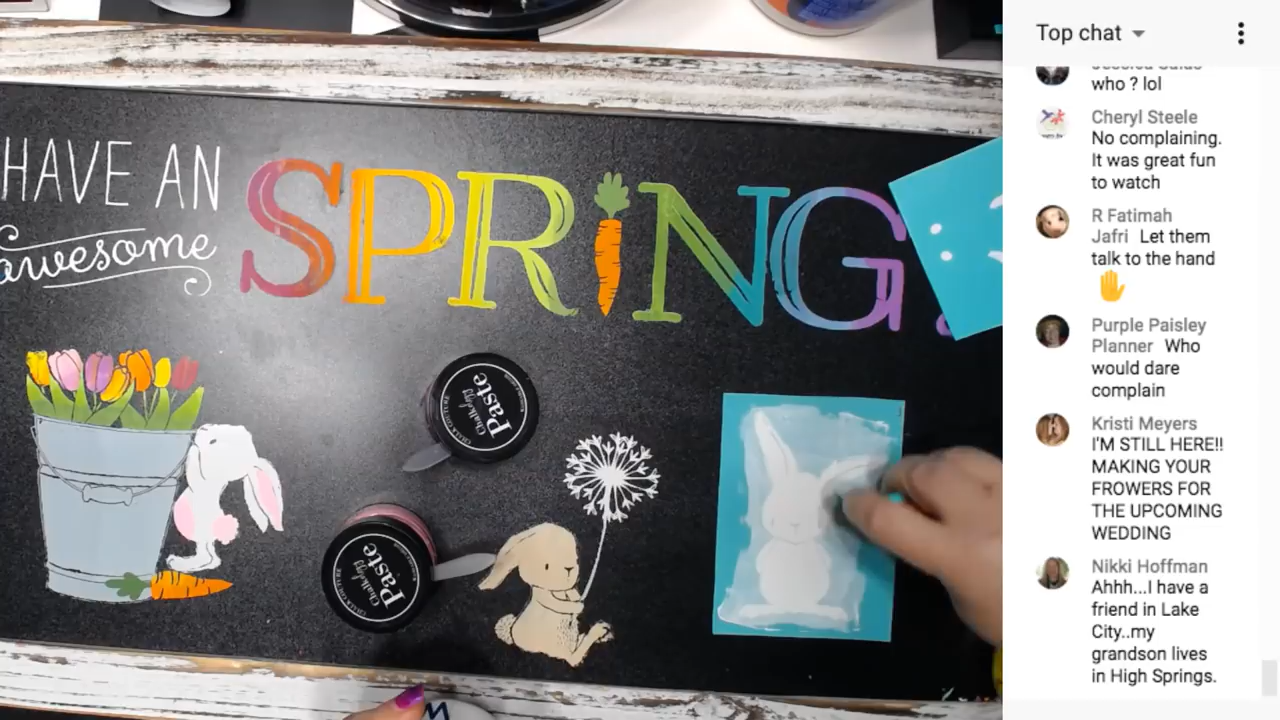 HAVE AN
awesome
SPRING
Chalkology
Paste
Chalkology
Paste
Top chat
who ? lol
Cheryl Steele
No complaining.
It was great fun
to watch
R Fatimah
Jafri Let them
talk to the hand
Purple Paisley
Planner Who
would dare
complain
Kristi Meyers
I'M STILL HERE!!
MAKING YOUR
FROWERS FOR
THE UPCOMING
WEDDING
Nikki Hoffman
Ahhh...I have a
friend in Lake
City..my
grandson lives
in High Springs.